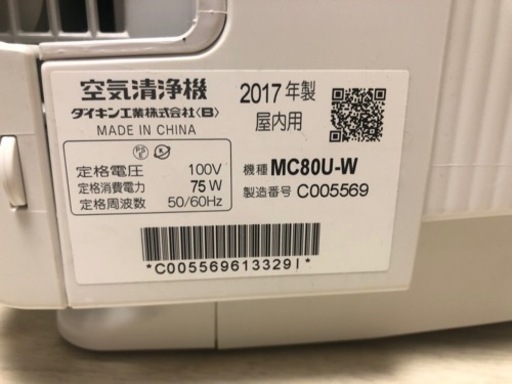 空気清浄機
ダイキン工業株式会社〈B〉
MADE IN CHINA
2017年製
屋内用
定格電圧 100V
定格消費電力 75W
定格周波数 50/60Hz
機種 MC80U-W
製造番号 C005569
*C005569613329I*